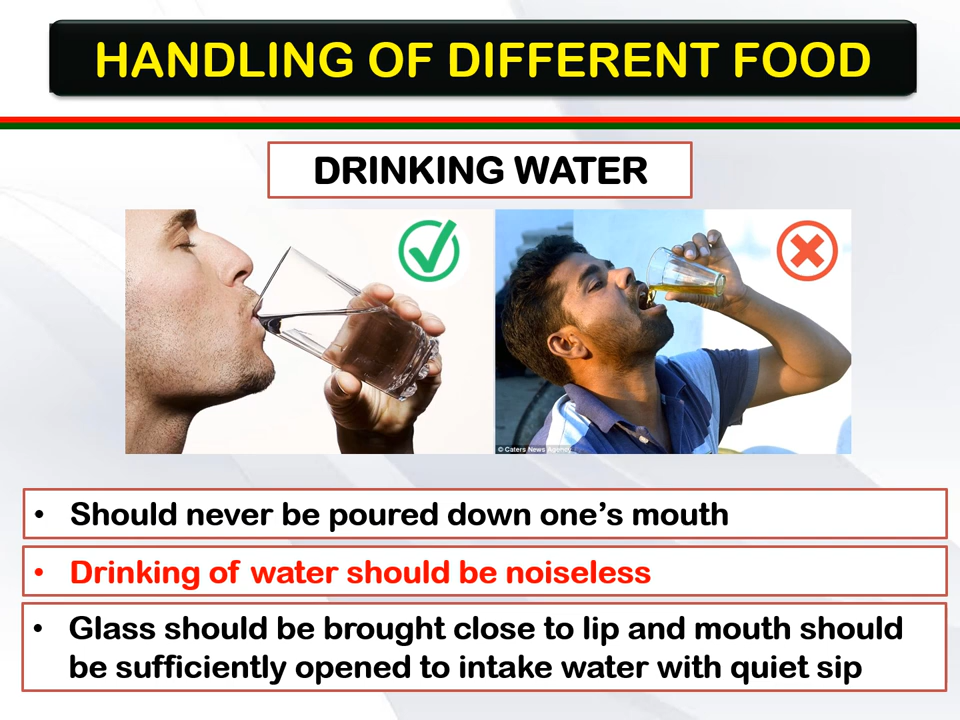 HANDLING OF DIFFERENT FOOD
DRINKING WATER
© Caters News Agency
• Should never be poured down one’s mouth
• Drinking of water should be noiseless
• Glass should be brought close to lip and mouth should
be sufficiently opened to intake water with quiet sip